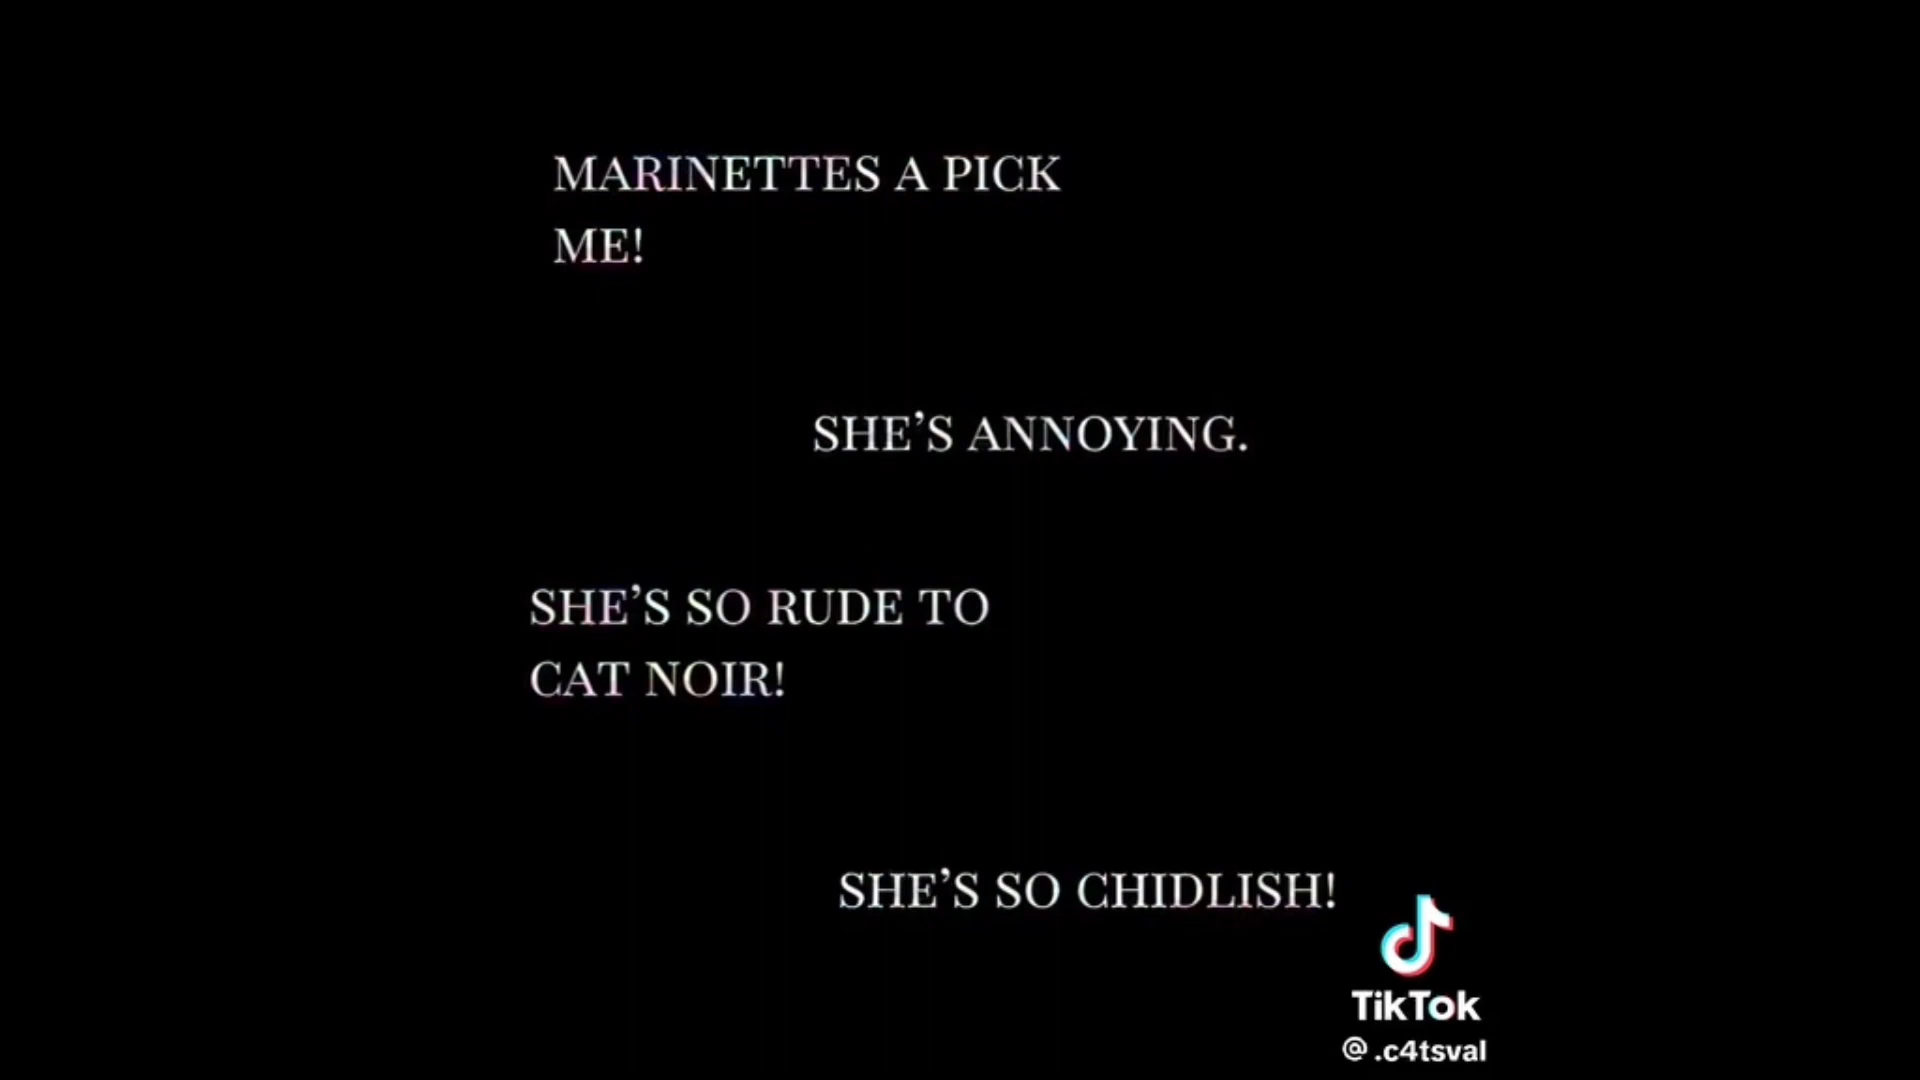 MARINETTES A PICK
ME!
SHE’S ANNOYING.
SHE’S SO RUDE TO
CAT NOIR!
SHE’S SO CHIDLISH!
TikTok
@.c4tsval